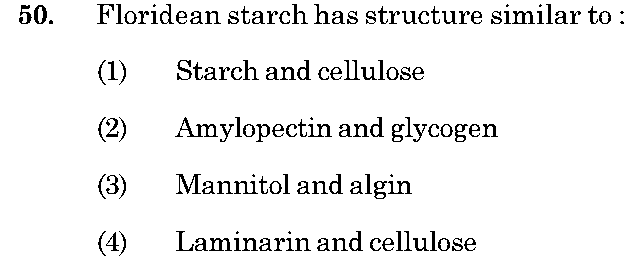 50. Floridean starch has structure similar to :
(1) Starch and cellulose
(2) Amylopectin and glycogen
(3) Mannitol and algin
(4) Laminarin and cellulose